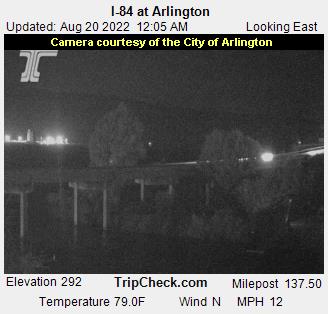 I-84 at Arlington
Updated: Aug 20 2022 12:05 AM Looking East
Camera courtesy of the City of Arlington
Elevation 292 TripCheck.com Milepost 137.50
Temperature 79.0F Wind N MPH 12